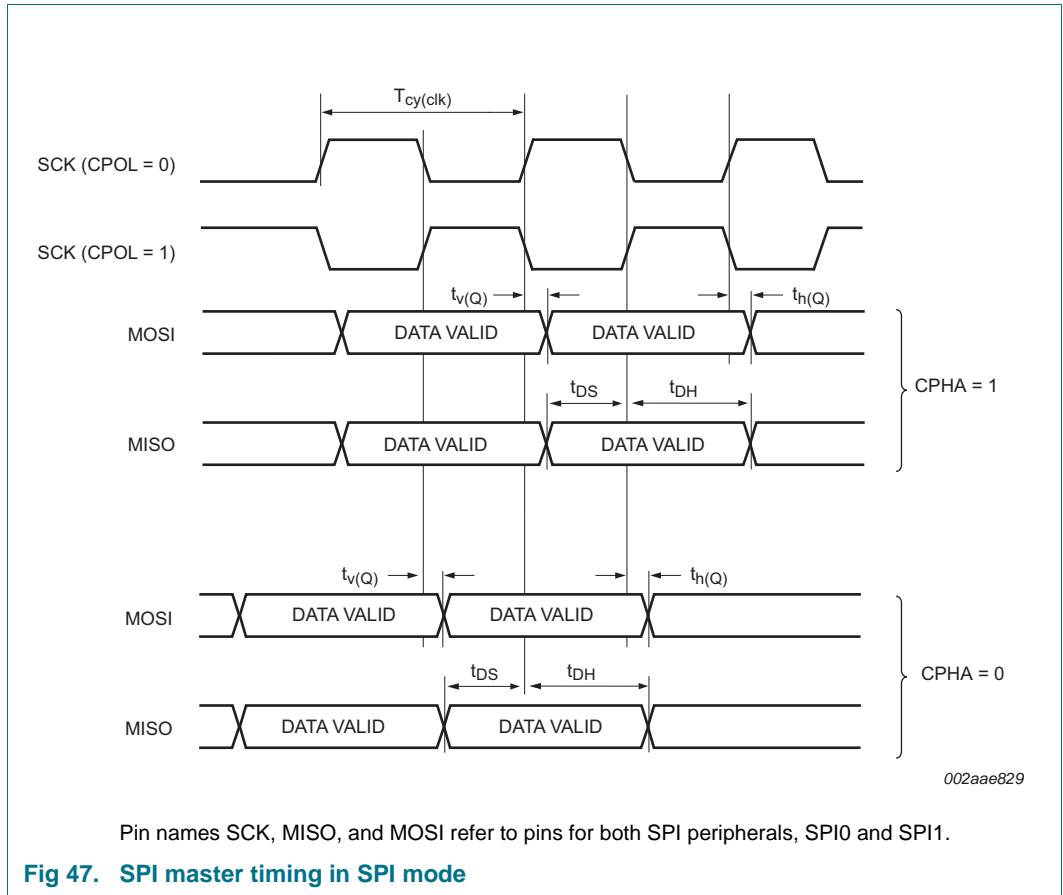 Tcy(clk)
SCK (CPOL = 0)
SCK (CPOL = 1)
tv(Q) th(Q)
MOSI DATA VALID DATA VALID
tDS tDH
CPHA = 1
MISO DATA VALID DATA VALID
tv(Q) th(Q)
MOSI DATA VALID DATA VALID
tDS tDH
CPHA = 0
MISO DATA VALID DATA VALID
002aae829
Pin names SCK, MISO, and MOSI refer to pins for both SPI peripherals, SPI0 and SPI1.
Fig 47. SPI master timing in SPI mode